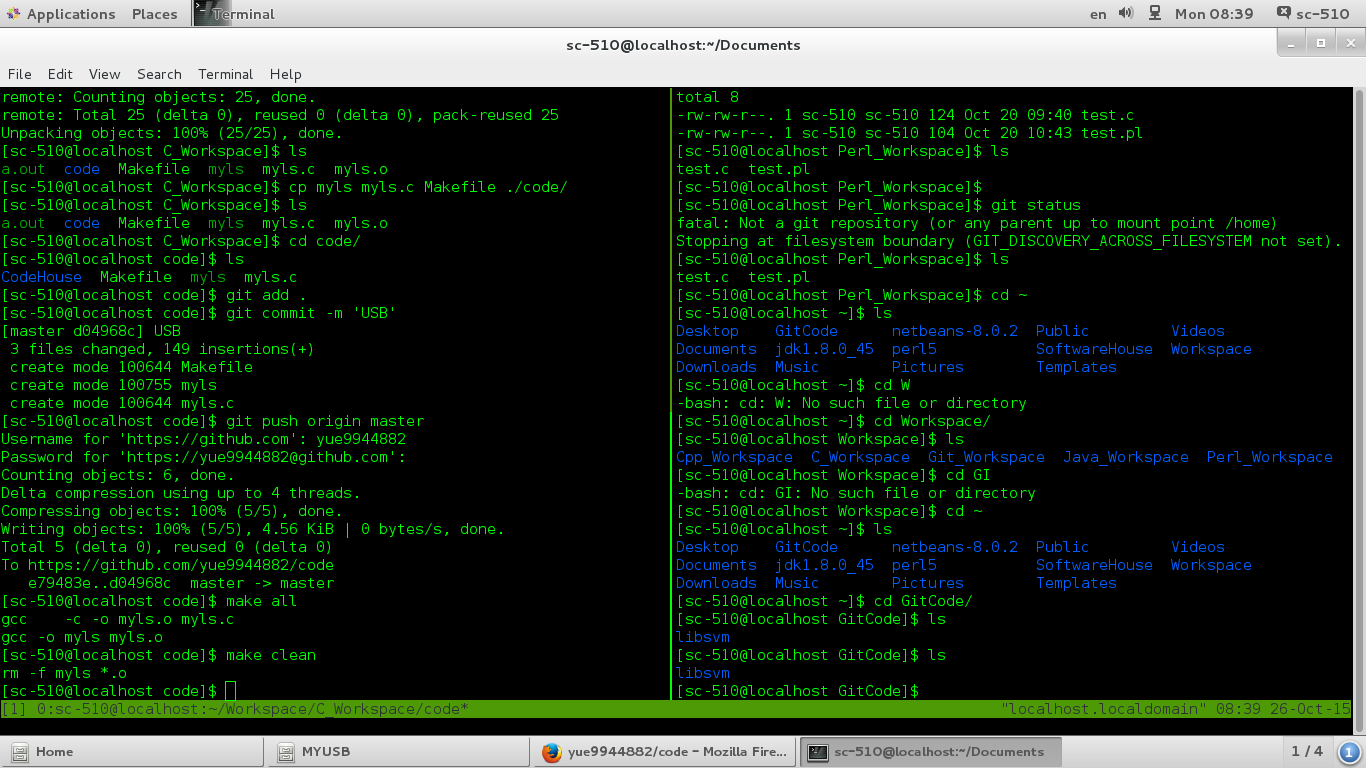 Applications Places Terminal en Mon 08:39 sc-510
sc-510@localhost:~/Documents
File Edit View Search Terminal Help
remote: Counting objects: 25, done.
remote: Total 25 (delta 0), reused 0 (delta 0), pack-reused 25
Unpacking objects: 100% (25/25), done.
[sc-510@localhost C_Workspace]$ ls
a.out code Makefile myls myls.c myls.o
[sc-510@localhost C_Workspace]$ cp myls myls.c Makefile ./code/
[sc-510@localhost C_Workspace]$ ls
a.out code Makefile myls myls.c myls.o
[sc-510@localhost C_Workspace]$ cd code/
[sc-510@localhost code]$ ls
CodeHouse Makefile myls myls.c
[sc-510@localhost code]$ git add .
[sc-510@localhost code]$ git commit -m 'USB'
[master d04968c] USB
3 files changed, 149 insertions(+)
create mode 100644 Makefile
create mode 100755 myls
create mode 100644 myls.c
[sc-510@localhost code]$ git push origin master
Username for 'https://github.com': yue9944882
Password for 'https://yue9944882@github.com':
Counting objects: 6, done.
Delta compression using up to 4 threads.
Compressing objects: 100% (5/5), done.
Writing objects: 100% (5/5), 4.56 KiB | 0 bytes/s, done.
Total 5 (delta 0), reused 0 (delta 0)
To https://github.com/yue9944882/code
e79483e..d04968c master -> master
[sc-510@localhost code]$ make all
gcc -c -o myls.o myls.c
gcc -o myls myls.o
[sc-510@localhost code]$ make clean
rm -f myls *.o
[sc-510@localhost code]$
total 8
-rw-rw-r--. 1 sc-510 sc-510 124 Oct 20 09:40 test.c
-rw-rw-r--. 1 sc-510 sc-510 104 Oct 20 10:43 test.pl
[sc-510@localhost Perl_Workspace]$ ls
test.c test.pl
[sc-510@localhost Perl_Workspace]$
[sc-510@localhost Perl_Workspace]$ git status
fatal: Not a git repository (or any parent up to mount point /home)
Stopping at filesystem boundary (GIT_DISCOVERY_ACROSS_FILESYSTEM not set).
[sc-510@localhost Perl_Workspace]$ ls
test.c test.pl
[sc-510@localhost Perl_Workspace]$ cd ~
[sc-510@localhost ~]$ ls
Desktop GitCode netbeans-8.0.2 Public Videos
Documents jdk1.8.0_45 perl5 SoftwareHouse Workspace
Downloads Music Pictures Templates
[sc-510@localhost ~]$ cd W
-bash: cd: W: No such file or directory
[sc-510@localhost ~]$ cd Workspace/
[sc-510@localhost Workspace]$ ls
Cpp_Workspace C_Workspace Git_Workspace Java_Workspace Perl_Workspace
[sc-510@localhost Workspace]$ cd GI
-bash: cd: GI: No such file or directory
[sc-510@localhost Workspace]$ cd ~
[sc-510@localhost ~]$ ls
Desktop GitCode netbeans-8.0.2 Public Videos
Documents jdk1.8.0_45 perl5 SoftwareHouse Workspace
Downloads Music Pictures Templates
[sc-510@localhost ~]$ cd GitCode/
[sc-510@localhost GitCode]$ ls
libsvm
[sc-510@localhost GitCode]$ ls
libsvm
[sc-510@localhost GitCode]$
[1] 0:sc-510@localhost:~/Workspace/C_Workspace/code* "localhost.localdomain" 08:39 26-Oct-15
Home MYUSB yue9944882/code - Mozilla Fire... sc-510@localhost:~/Documents 1 / 4 1